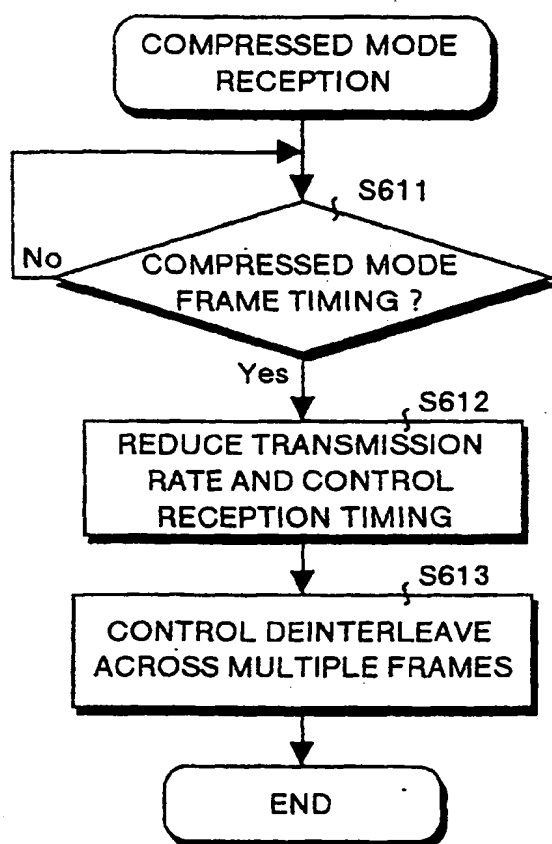 COMPRESSED MODE
RECEPTION
S611
No
COMPRESSED MODE
FRAME TIMING ?
Yes
S612
REDUCE TRANSMISSION
RATE AND CONTROL
RECEPTION TIMING
S613
CONTROL DEINTERLEAVE
ACROSS MULTIPLE FRAMES
END